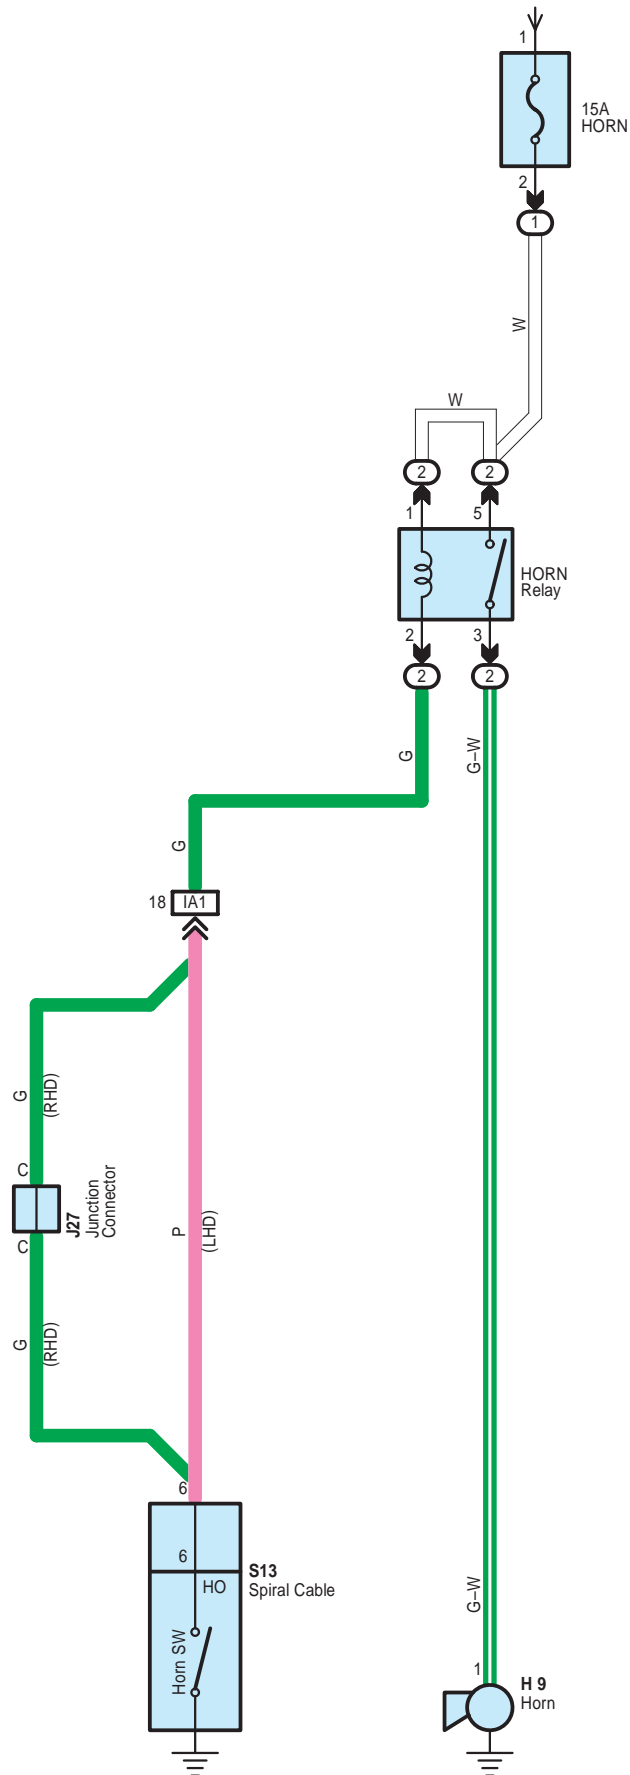 1
15A
HORN
2
1
W
W
2
2
1
5
HORN
Relay
2
3
2
2
G
G–W
G
18
IA1
G
(RHD)
C
J27
Junction
Connector
C
P
(LHD)
G
(RHD)
6
6
S13
Spiral Cable
HO
Horn SW
G–W
1
H 9
Horn